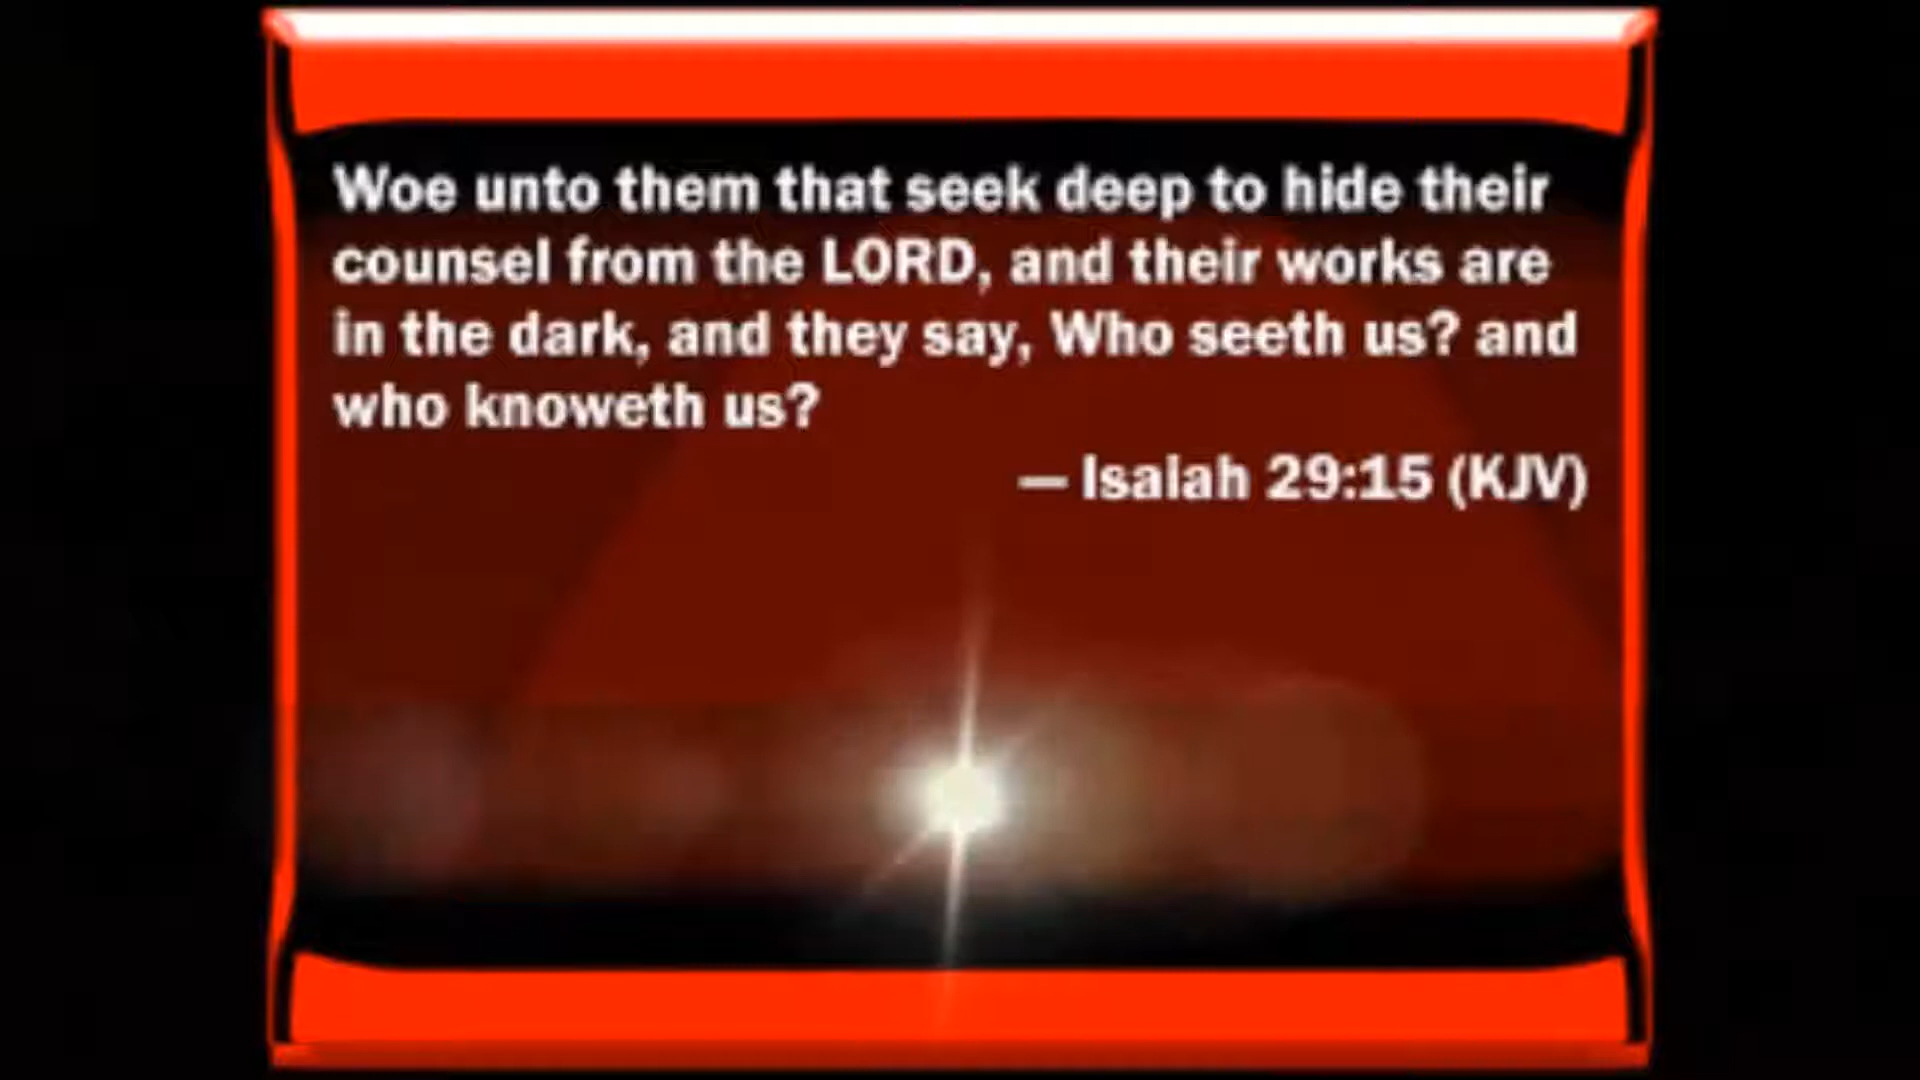 Woe unto them that seek deep to hide their
counsel from the LORD, and their works are
in the dark, and they say, Who seeth us? and
who knoweth us?
— Isaiah 29:15 (KJV)